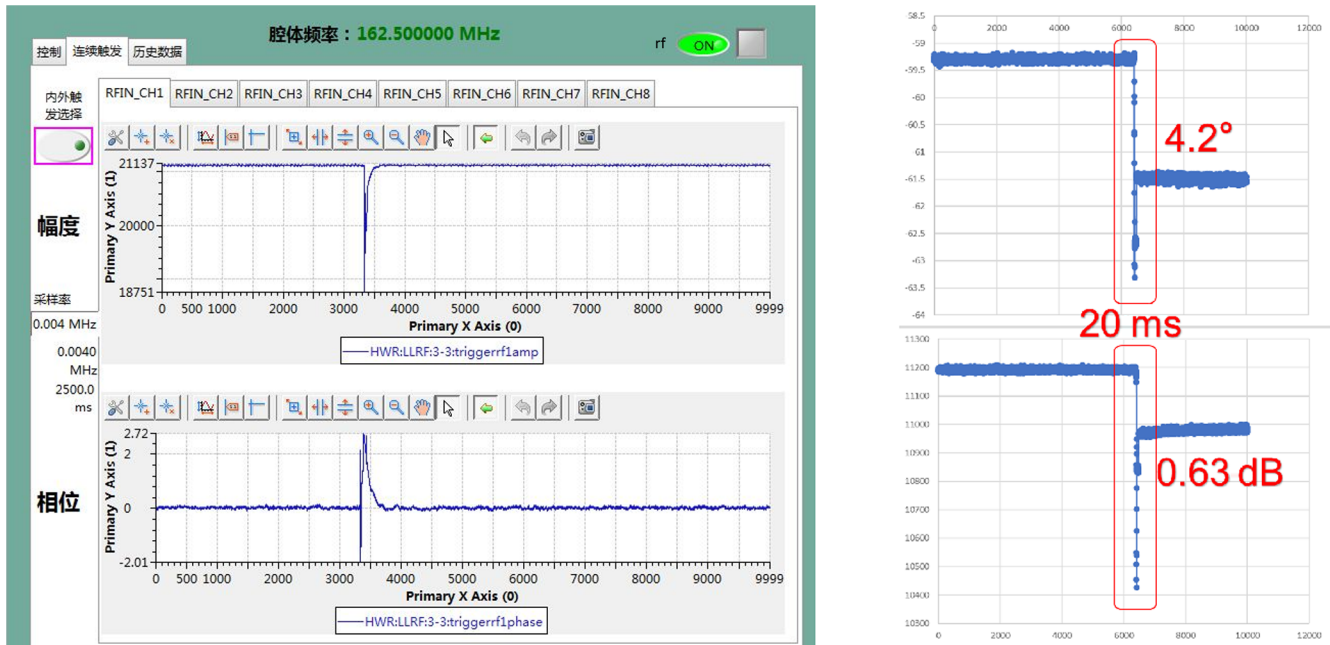 腔体频率：162.500000 MHz
rf
ON
控制
连续触发
历史数据
内外触
发选择
RFIN_CH1
RFIN_CH2
RFIN_CH3
RFIN_CH4
RFIN_CH5
RFIN_CH6
RFIN_CH7
RFIN_CH8
幅度
Primary Y Axis (1)
21137
20000
18751
0 500 1000 2000 3000 4000 5000 6000 7000 8000 9000 9999
Primary X Axis (0)
HWR:LLRF:3-3:triggerrf1amp
采样率
0.004 MHz
0.0040
MHz
2500.0
ms
相位
Primary Y Axis (1)
2.72
2
0
-2.01
0 500 1000 2000 3000 4000 5000 6000 7000 8000 9000 9999
Primary X Axis (0)
HWR:LLRF:3-3:triggerrf1phase
58.5
0 2000 4000 6000 8000 10000 12000
-59
-59.5
-60
-60.5
-61
-61.5
-62
-62.5
-63
-63.5
-64
4.2°
20 ms
11300
11200
11100
11000
10900
10800
10700
10600
10500
10400
10300
0 2000 4000 6000 8000 10000 12000
0.63 dB